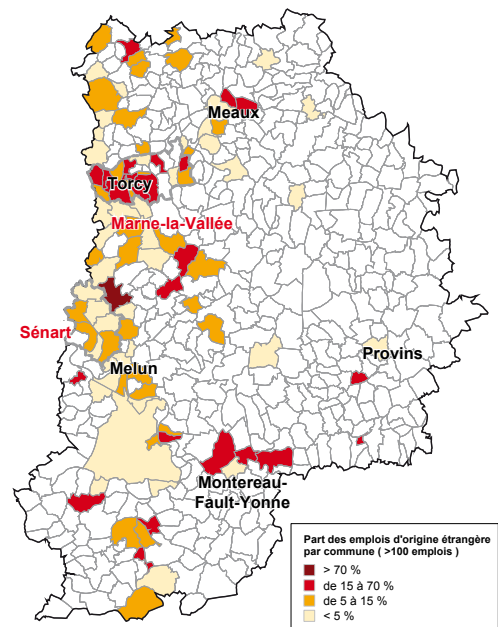 Meaux
Torcy
Marne-la-Vallée
Sénart
Melun
Provins
Montereau-
Fault-Yonne
Part des emplois d'origine étrangère
par commune ( >100 emplois )
> 70 %
de 15 à 70 %
de 5 à 15 %
< 5 %